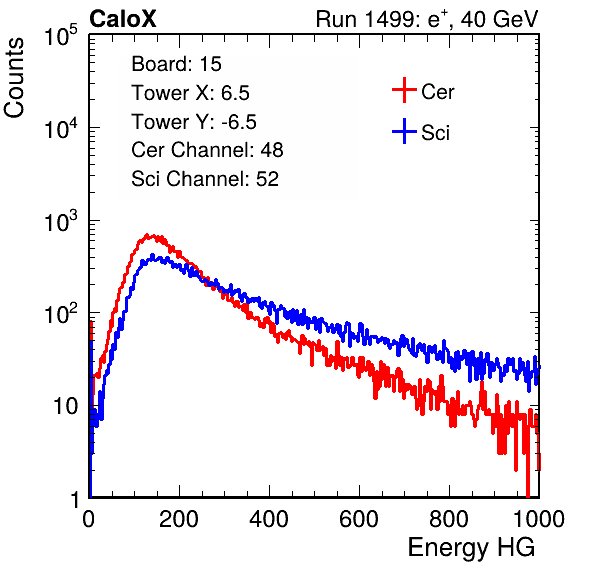 CaloX Run 1499: e⁺, 40 GeV
Counts
10⁵
10⁴
10³
10²
10
1
Board: 15
Tower X: 6.5
Tower Y: -6.5
Cer Channel: 48
Sci Channel: 52
Cer
Sci
0 200 400 600 800 1000
Energy HG